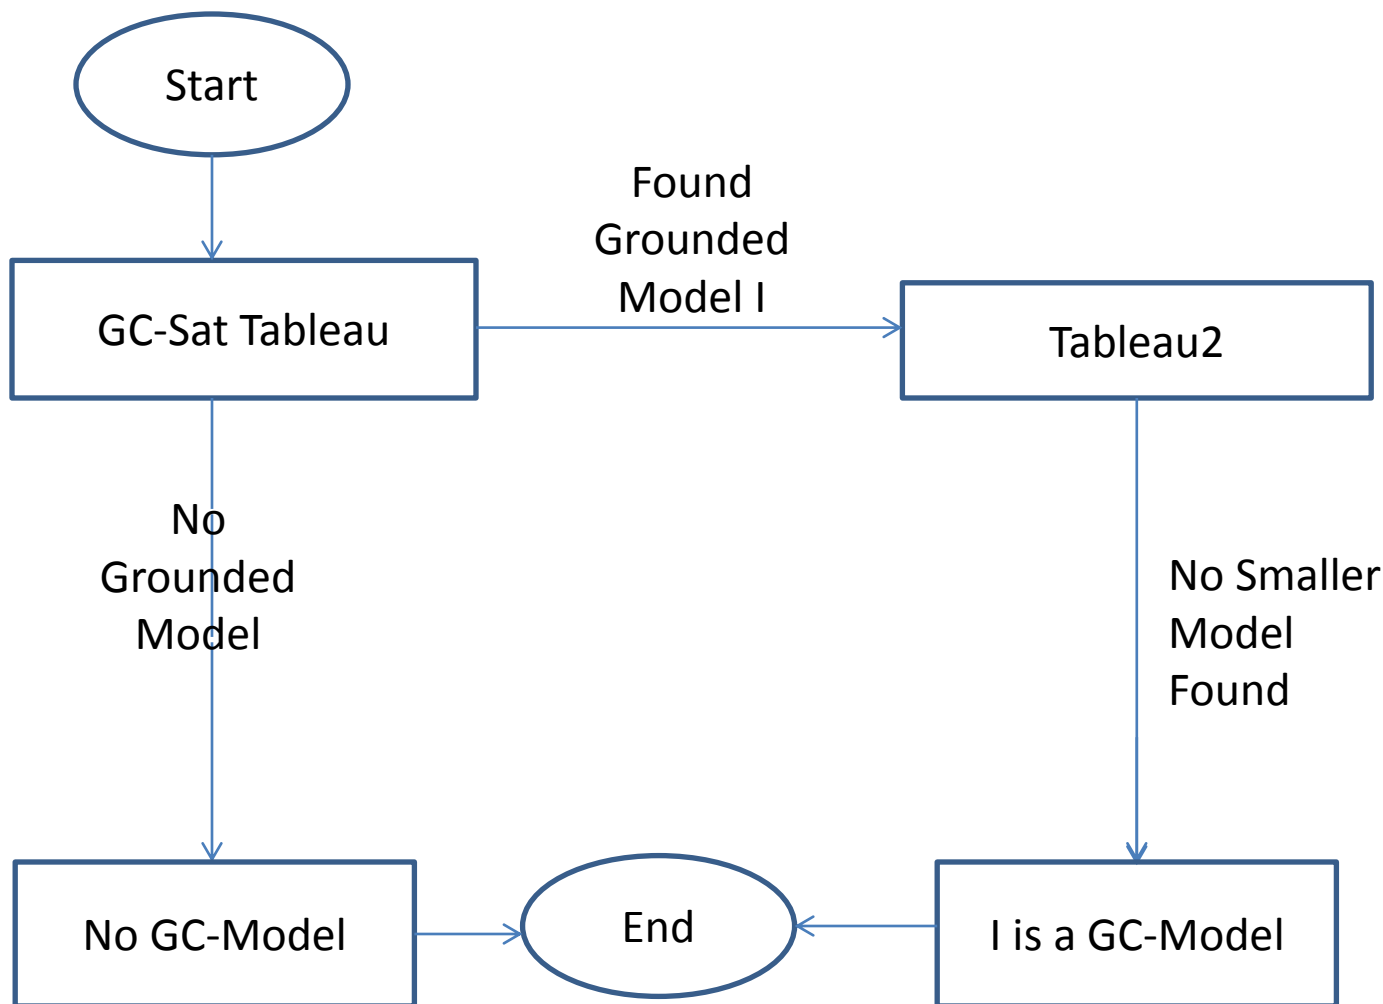 Start
Found
Grounded
Model I
GC-Sat Tableau
Tableau2
No
Grounded
Model
No Smaller
Model
Found
No GC-Model
End
I is a GC-Model